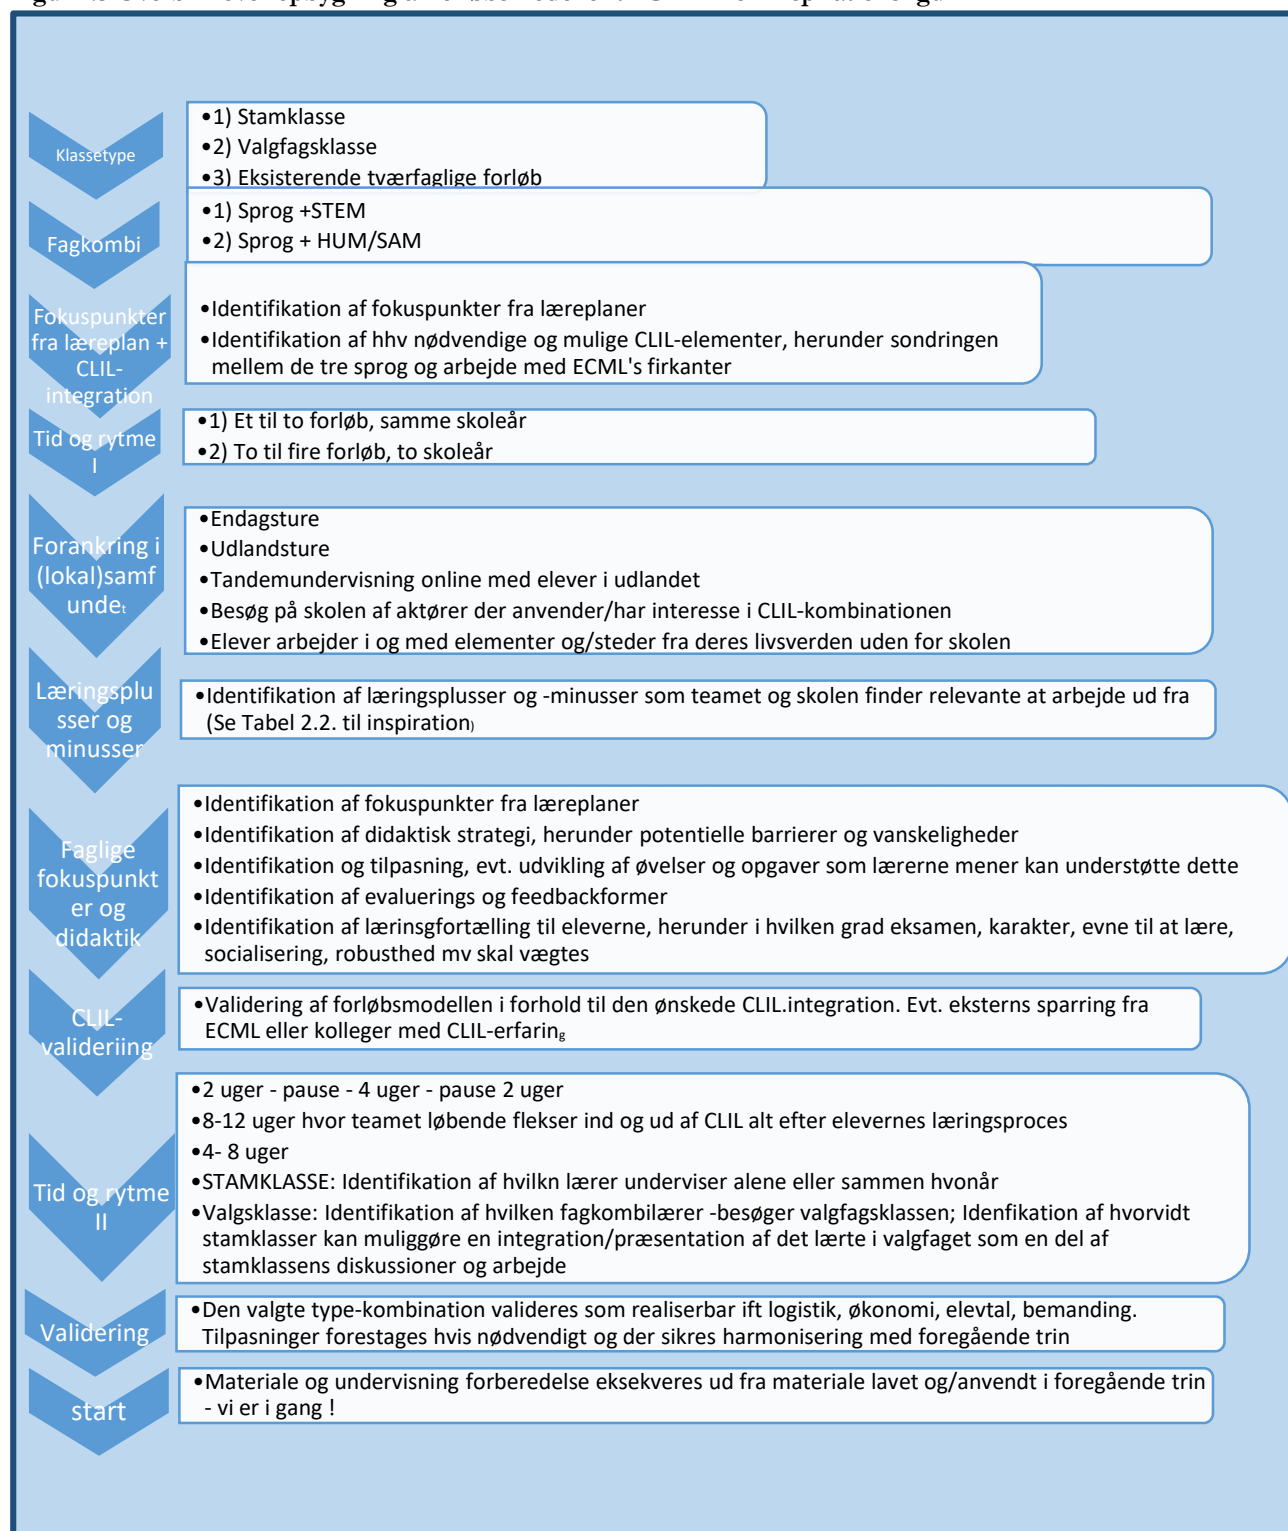 Klassetype
•1) Stamklasse
•2) Valgfagsklasse
•3) Eksisterende tværfaglige forløb
Fagkombi
•1) Sprog +STEM
•2) Sprog + HUM/SAM
Fokuspunkter
fra læreplan +
CLIL-
integration
•Identifikation af fokuspunkter fra læreplaner
•Identifikation af hhv nødvendige og mulige CLIL-elementer, herunder sondringen
mellem de tre sprog og arbejde med ECML's firkanter
Tid og rytme
I
•1) Et til to forløb, samme skoleår
•2) To til fire forløb, to skoleår
Forankring i
(lokal)samf
undet
•Endagsture
•Udlandsture
•Tandemundervisning online med elever i udlandet
•Besøg på skolen af aktører der anvender/har interesse i CLIL-kombinationen
•Elever arbejder i og med elementer og/steder fra deres livsverden uden for skolen
Læringsplu
sser og
minusser
•Identifikation af læringsplusser og -minusser som teamet og skolen finder relevante at arbejde ud fra
(Se Tabel 2.2. til inspiration)
Faglige
fokuspunkt
er og
didaktik
•Identifikation af fokuspunkter fra læreplaner
•Identifikation af didaktisk strategi, herunder potentielle barrierer og vanskeligheder
•Identifikation og tilpasning, evt. udvikling af øvelser og opgaver som lærerne mener kan understøtte dette
•Identifikation af evaluerings og feedbackformer
•Identifikation af lærinsgfortælling til eleverne, herunder i hvilken grad eksamen, karakter, evne til at lære,
socialisering, robusthed mv skal vægtes
CLIL-
valideriing
•Validering af forløbsmodellen i forhold til den ønskede CLIL.integration. Evt. eksterns sparring fra
ECML eller kolleger med CLIL-erfaring
Tid og rytme
II
•2 uger - pause - 4 uger - pause 2 uger
•8-12 uger hvor teamet løbende flekser ind og ud af CLIL alt efter elevernes læringsproces
•4- 8 uger
•STAMKLASSE: Identifikation af hvilkn lærer underviser alene eller sammen hvonår
•Valgsklasse: Identifikation af hvilken fagkombilærer -besøger valgfagsklassen; Idenfikation af hvorvidt
stamklasser kan muliggøre en integration/præsentation af det lærte i valgfaget som en del af
stamklassens diskussioner og arbejde
Validering
•Den valgte type-kombination valideres som realiserbar ift logistik, økonomi, elevtal, bemanding.
Tilpasninger forestages hvis nødvendigt og der sikres harmonisering med foregående trin
start
•Materiale og undervisning forberedelse eksekveres ud fra materiale lavet og/anvendt i foregående trin
- vi er i gang !